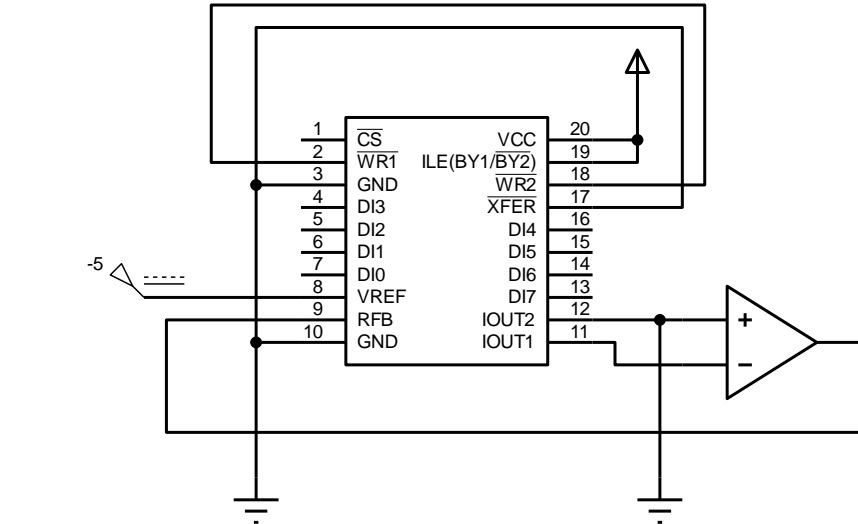 1 CS VCC 20
2 WR1 ILE(BY1/BY2) 19
3 GND WR2 18
4 DI3 XFER 17
5 DI2 DI4 16
6 DI1 DI5 15
7 DI0 DI6 14
-5
8 VREF DI7 13
9 RFB IOUT2 12
10 GND IOUT1 11
+
−